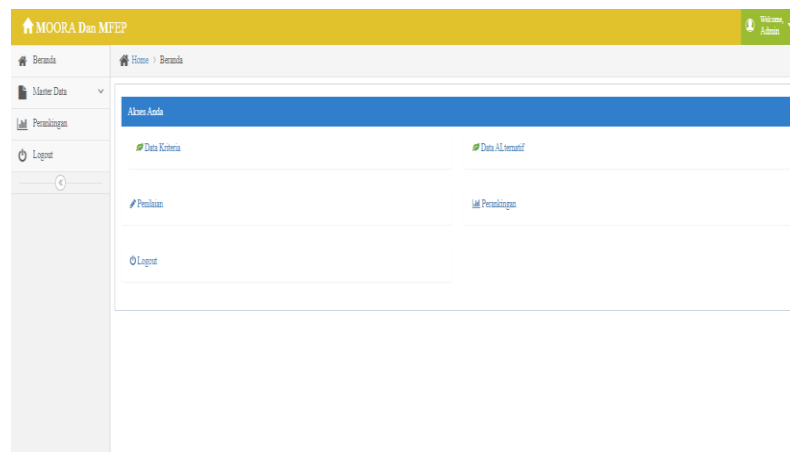 MOORA Dan MFEP
Welcome,
Admin
Beranda
Home > Beranda
Master Data
Perankingan
Logout
Akses Anda
Data Kriteria
Data ALternatif
Penilaian
Perankingan
Logout